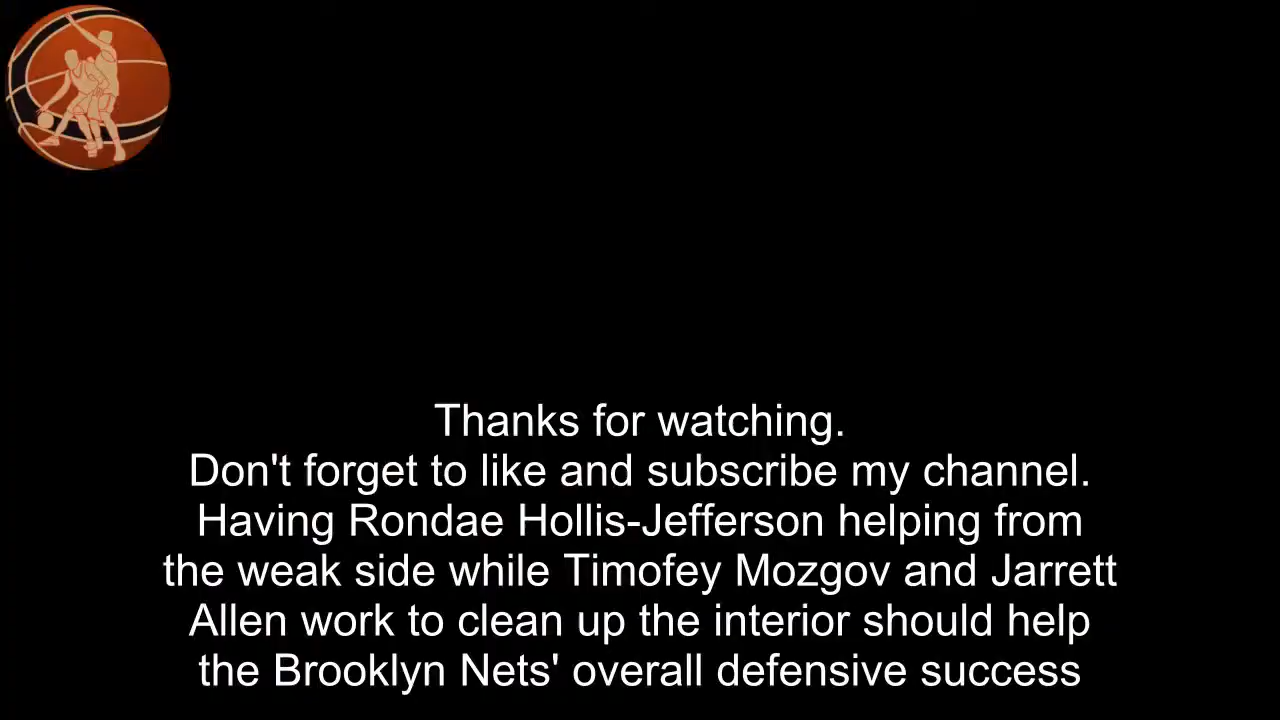 Thanks for watching.
Don't forget to like and subscribe my channel.
Having Rondae Hollis-Jefferson helping from
the weak side while Timofey Mozgov and Jarrett
Allen work to clean up the interior should help
the Brooklyn Nets' overall defensive success